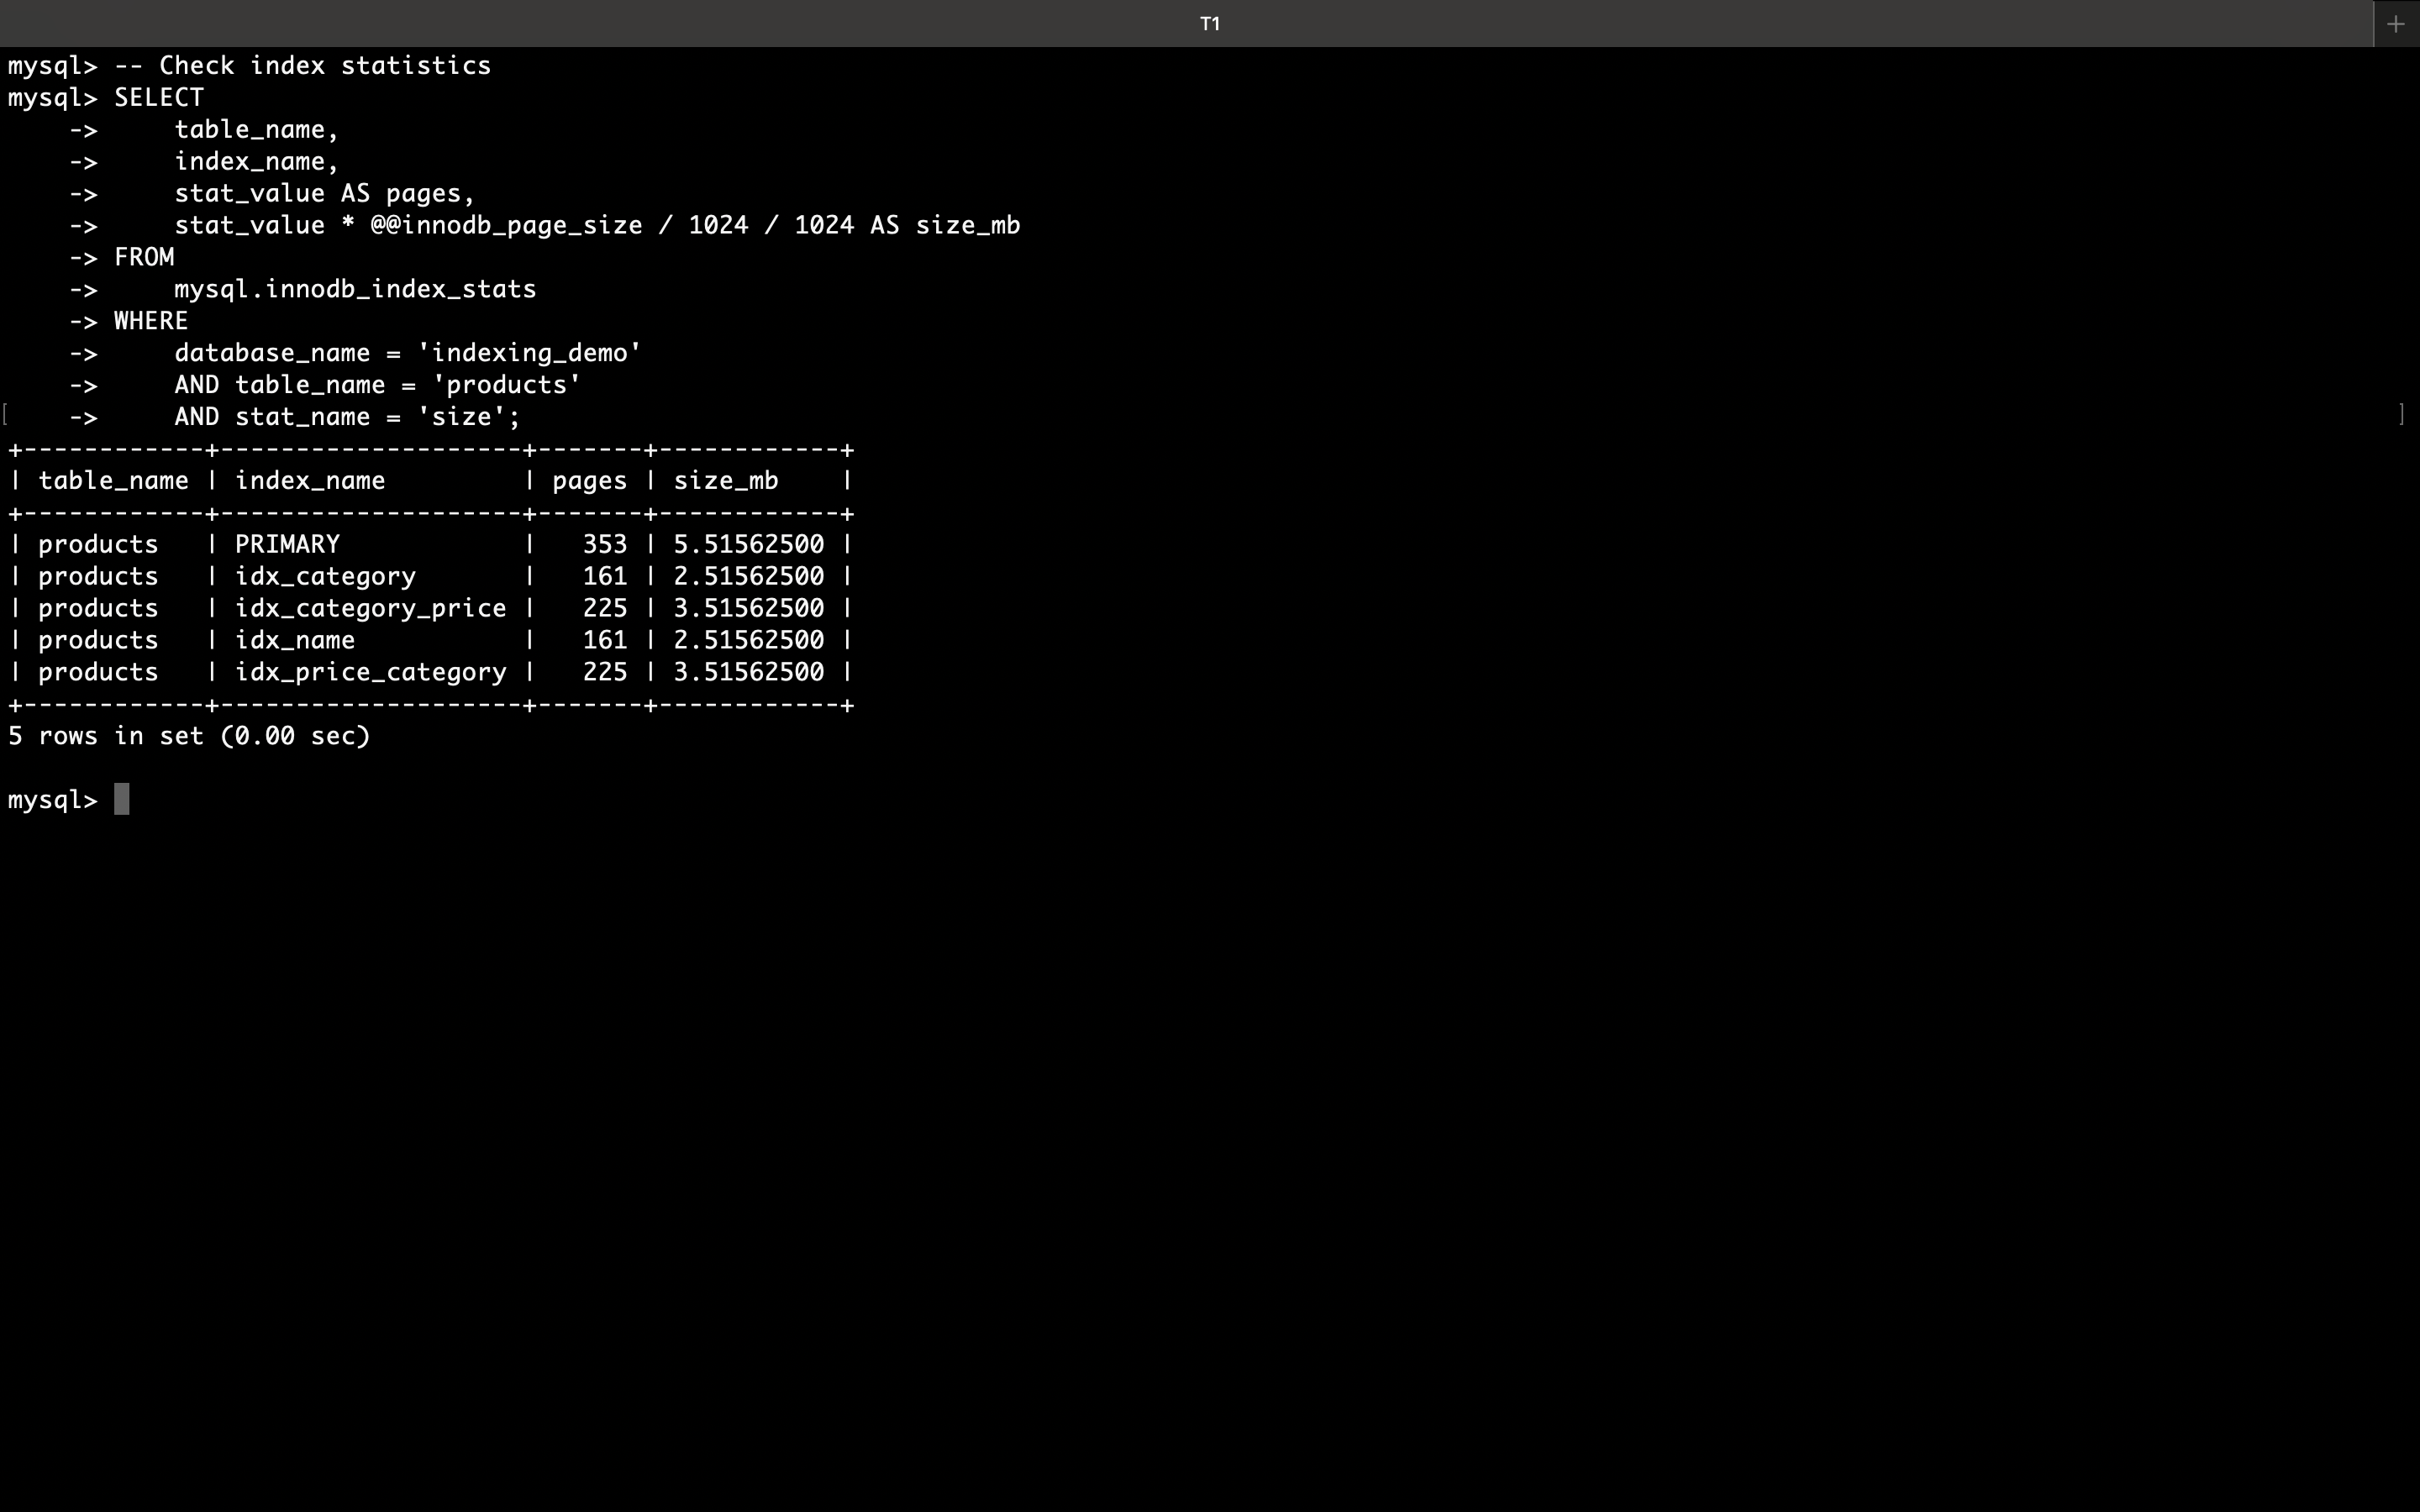 T1
+
mysql> -- Check index statistics
mysql> SELECT
    ->     table_name,
    ->     index_name,
    ->     stat_value AS pages,
    ->     stat_value * @@innodb_page_size / 1024 / 1024 AS size_mb
    -> FROM
    ->     mysql.innodb_index_stats
    -> WHERE
    ->     database_name = 'indexing_demo'
    ->     AND table_name = 'products'
[    ->     AND stat_name = 'size'; ]
+------------+--------------------+-------+------------+
| table_name | index_name         | pages | size_mb    |
+------------+--------------------+-------+------------+
| products   | PRIMARY            |   353 | 5.51562500 |
| products   | idx_category       |   161 | 2.51562500 |
| products   | idx_category_price |   225 | 3.51562500 |
| products   | idx_name           |   161 | 2.51562500 |
| products   | idx_price_category |   225 | 3.51562500 |
+------------+--------------------+-------+------------+
5 rows in set (0.00 sec)
mysql>